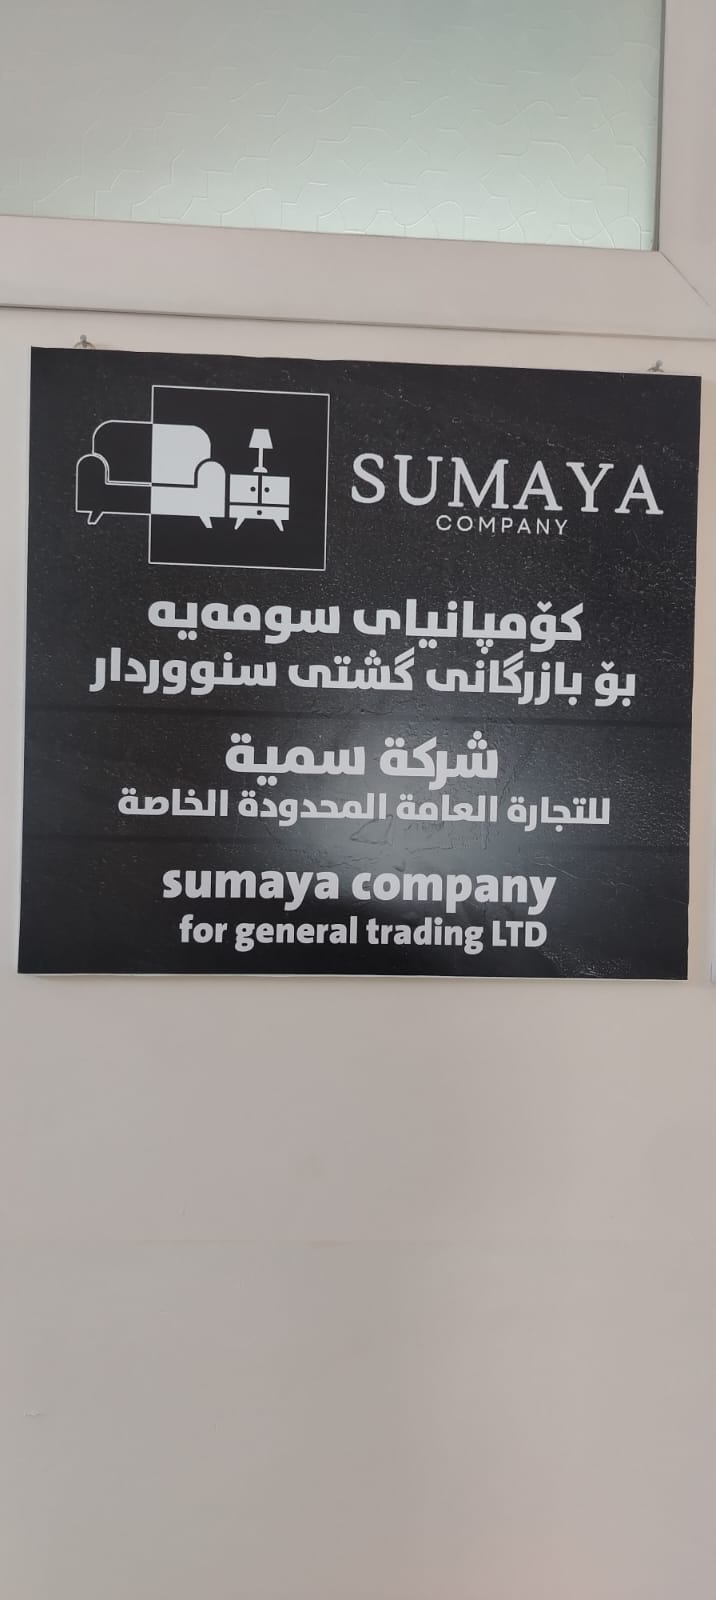 SUMAYA
COMPANY
كۆمپانیای سومەیە
بۆ بازرگانی گشتی سنووردار
شركة سمية
للتجارة العامة المحدودة الخاصة
sumaya company
for general trading LTD